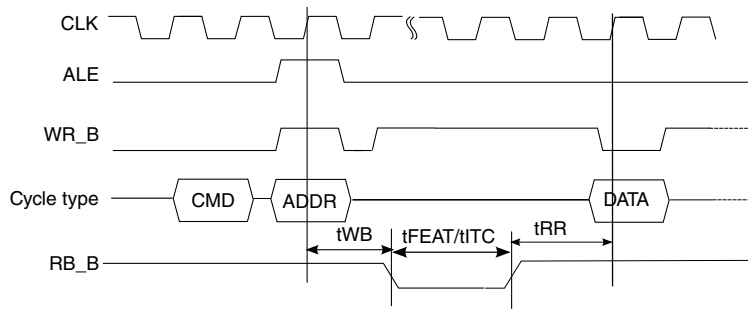 CLK
ALE
WR_B
Cycle type
CMD
ADDR
DATA
tWB
tFEAT/tITC
tRR
RB_B